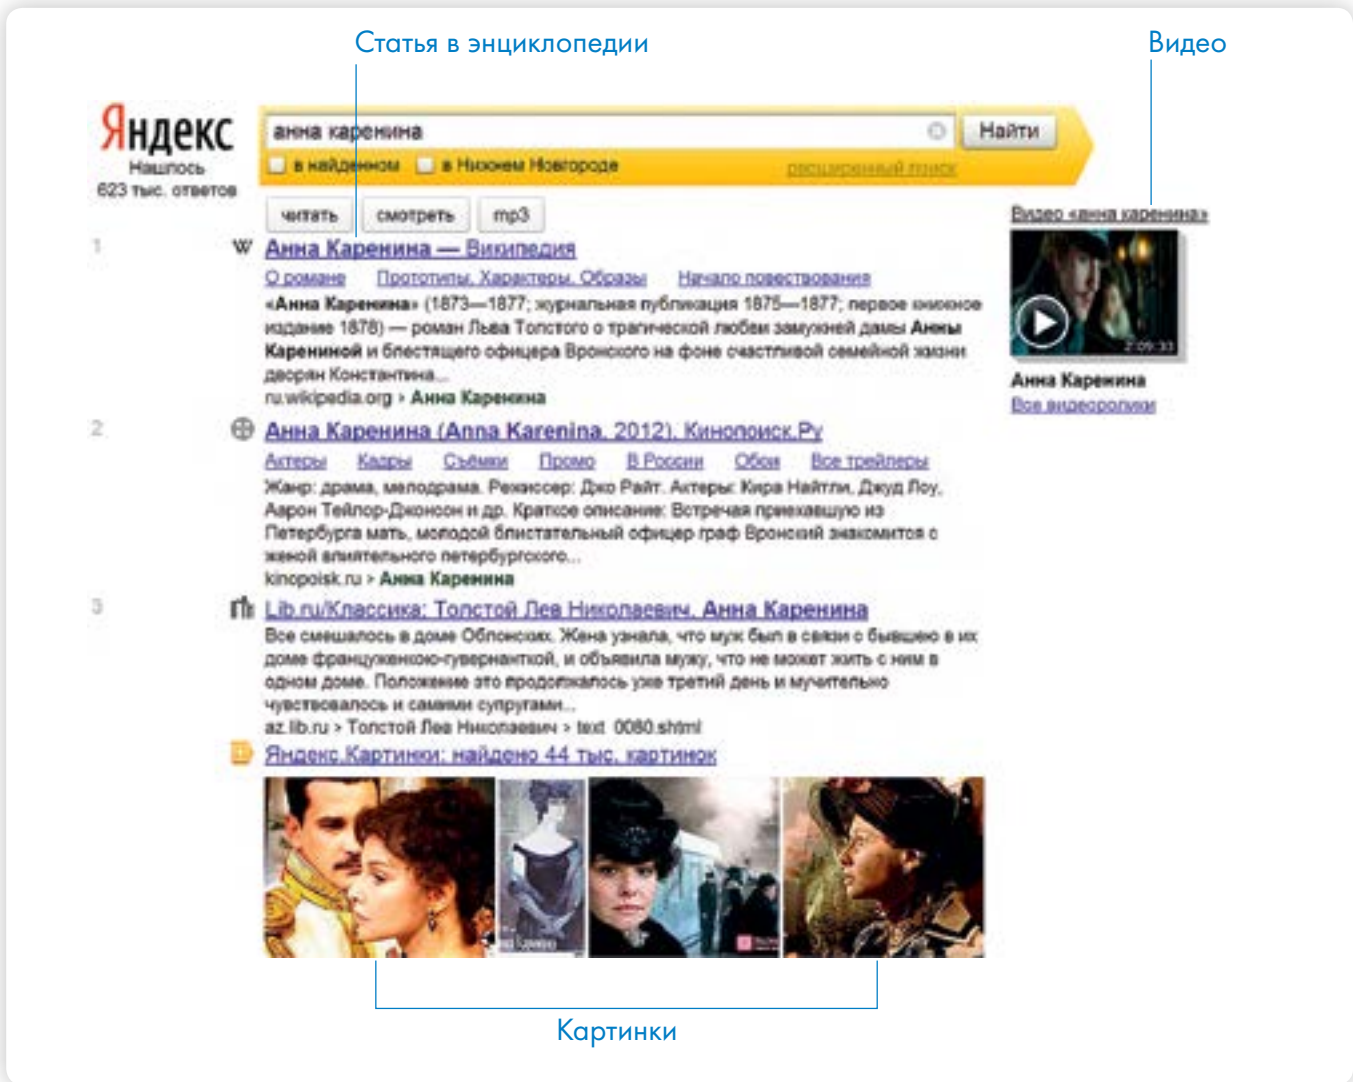 Статья в энциклопедии
Видео
Яндекс
Нашлось
623 тыс. ответов
анна каренина
Найти
в найденном в Нижнем Новгороде
расширенный поиск
читать смотреть mp3
Видео «анна каренина»
2:09:33
Анна Каренина
Все видеоролики
1
W Анна Каренина — Википедия
О романе Прототипы. Характеры. Образы Начало повествования
«Анна Каренина» (1873—1877; журнальная публикация 1875—1877; первое книжное
издание 1878) — роман Льва Толстого о трагической любви замужней дамы Анны
Карениной и блестящего офицера Вронского на фоне счастливой семейной жизни
дворян Константина...
ru.wikipedia.org > Анна Каренина
2
Анна Каренина (Anna Karenina, 2012). Кинопоиск.Ру
Актеры Кадры Съёмки Промо В России Обои Все трейлеры
Жанр: драма, мелодрама. Режиссер: Джо Райт. Актеры: Кира Найтли, Джуд Лоу,
Аарон Тейлор-Джонсон и др. Краткое описание: Встречая приехавшую из
Петербурга мать, молодой блистательный офицер граф Вронский знакомится с
женой влиятельного петербургского...
kinopoisk.ru > Анна Каренина
3
Lib.ru/Классика: Толстой Лев Николаевич. Анна Каренина
Все смешалось в доме Облонских. Жена узнала, что муж был в связи с бывшею в их
доме француженкою-гувернанткой, и объявила мужу, что не может жить с ним в
одном доме. Положение это продолжалось уже третий день и мучительно
чувствовалось и самими супругами...
az.lib.ru > Толстой Лев Николаевич > text_0080.shtml
Яндекс.Картинки: найдено 44 тыс. картинок
Картинки